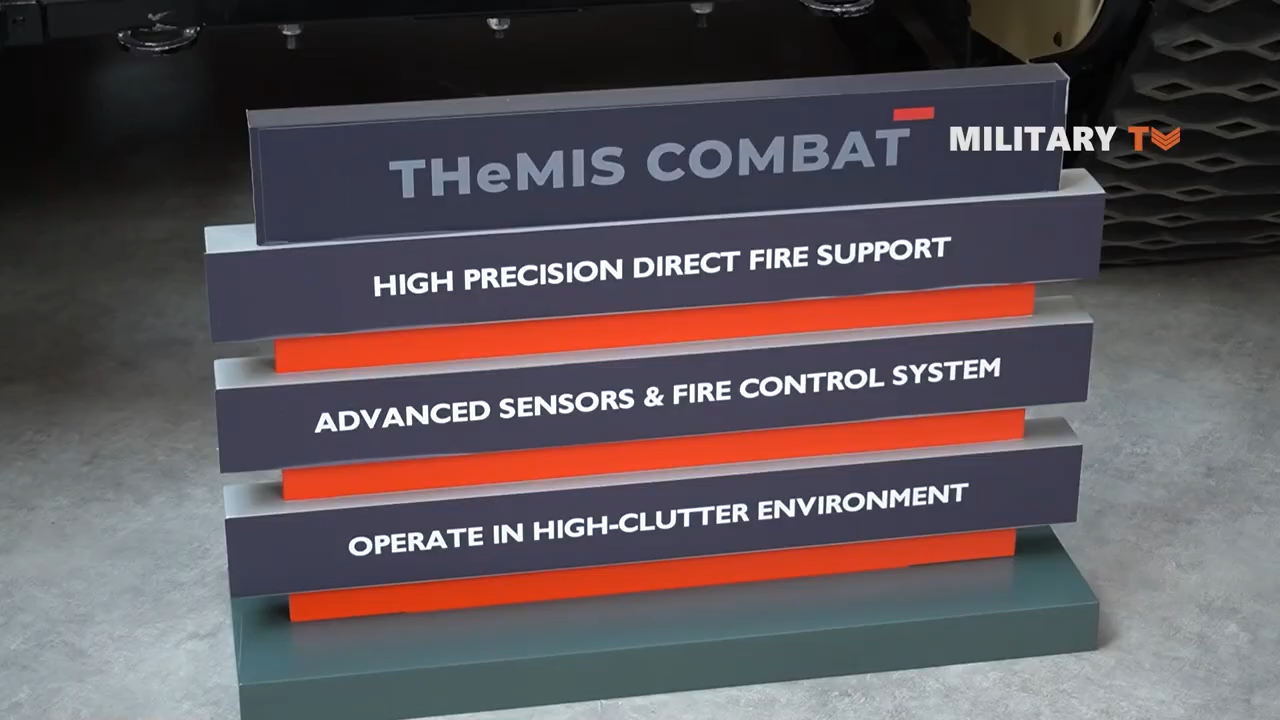 THeMIS COMBAT
MILITARY TV
HIGH PRECISION DIRECT FIRE SUPPORT
ADVANCED SENSORS & FIRE CONTROL SYSTEM
OPERATE IN HIGH-CLUTTER ENVIRONMENT